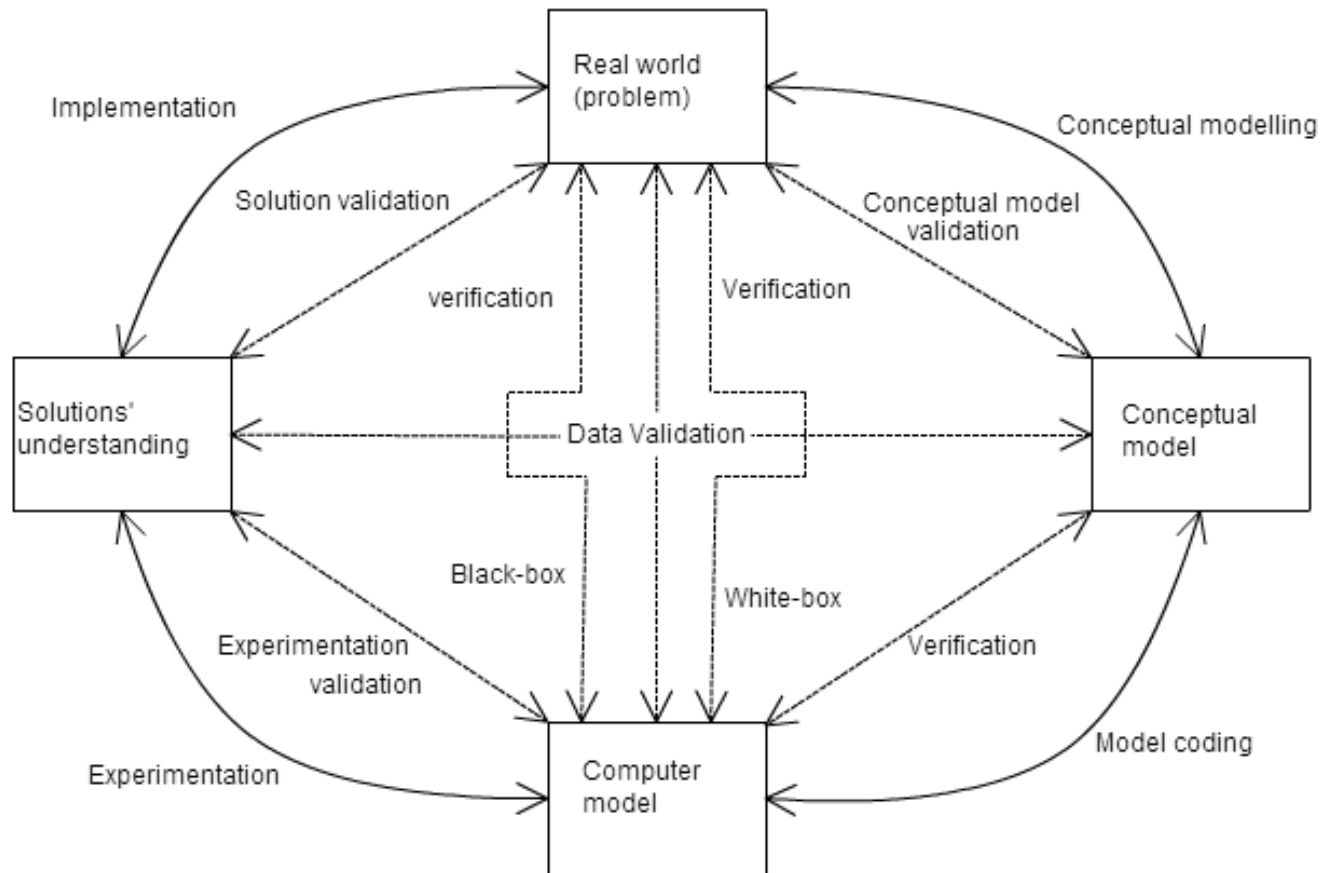 Real world
(problem)
Implementation
Conceptual modelling
Solution validation
Conceptual model
validation
verification
Verification
Solutions'
understanding
Data Validation
Conceptual
model
Black-box
White-box
Experimentation
validation
Verification
Experimentation
Computer
model
Model coding